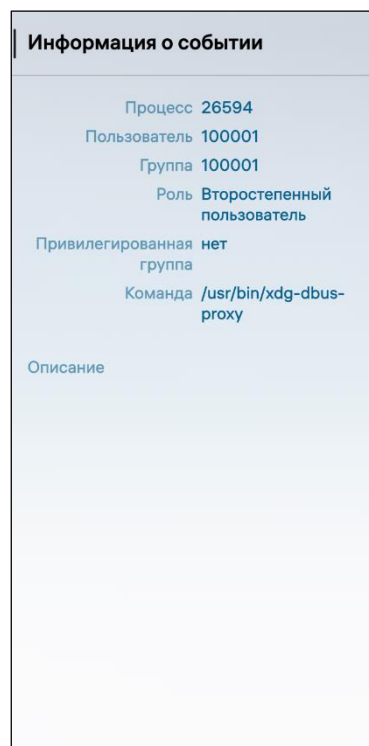 Информация о событии
Процесс 26594
Пользователь 100001
Группа 100001
Роль Второстепенный
пользователь
Привилегированная нет
группа
Команда /usr/bin/xdg-dbus-
proxy
Описание